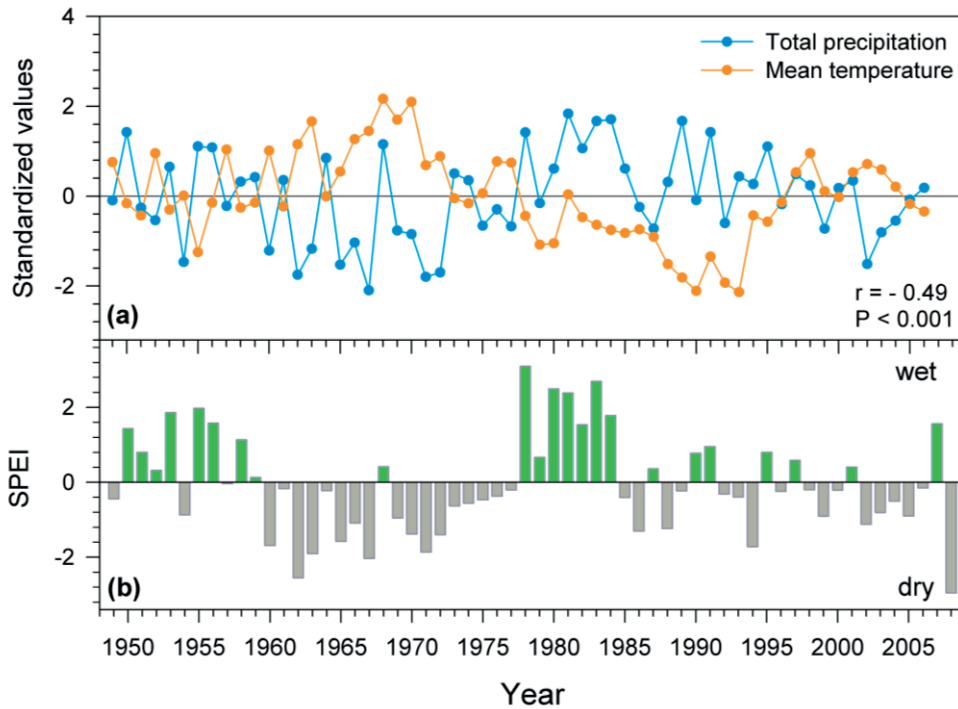 4
Total precipitation
Mean temperature
2
0
-2
Standardized values
(a)
r = - 0.49
P < 0.001
wet
2
0
-2
SPEI
(b)
dry
1950 1955 1960 1965 1970 1975 1980 1985 1990 1995 2000 2005
Year